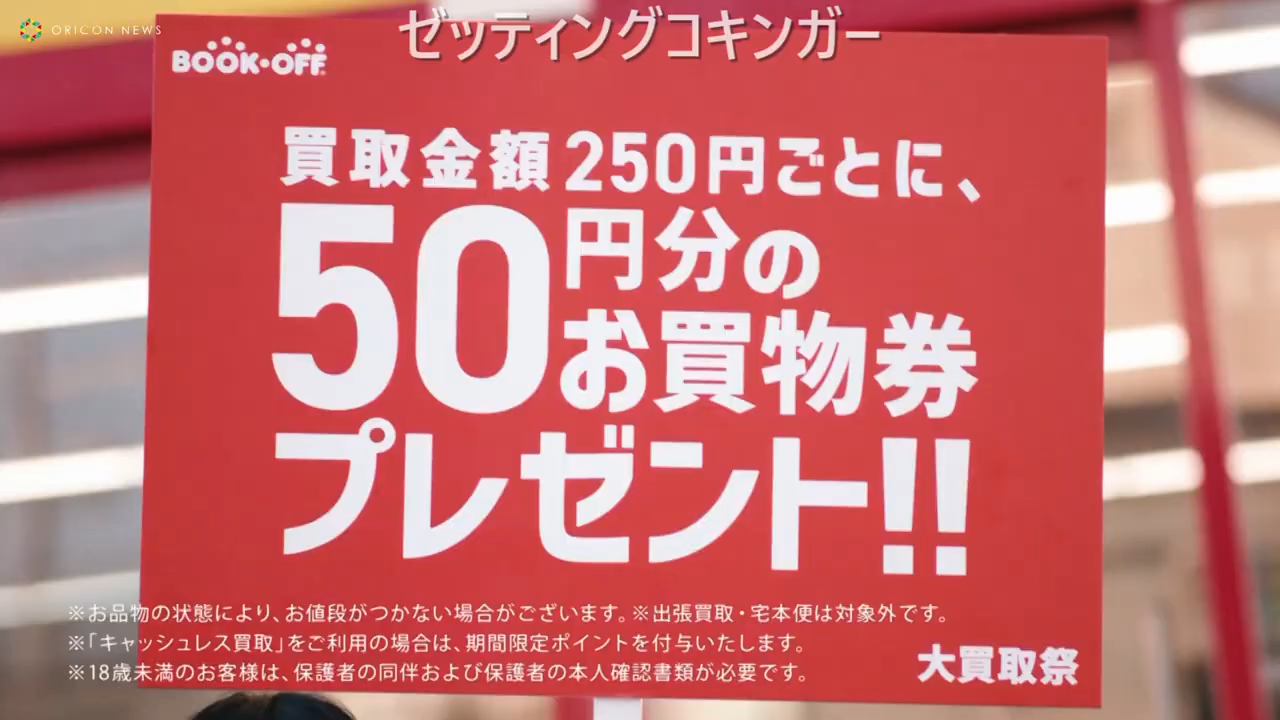 ORICON NEWS
ゼッティングコキンガー
BOOK・OFF
買取金額250円ごとに、
50円分の
お買物券
プレゼント!!
※お品物の状態により、お値段がつかない場合がございます。※出張買取・宅本便は対象外です。
※「キャッシュレス買取」をご利用の場合は、期間限定ポイントを付与いたします。
※18歳未満のお客様は、保護者の同伴および保護者の本人確認書類が必要です。
大買取祭